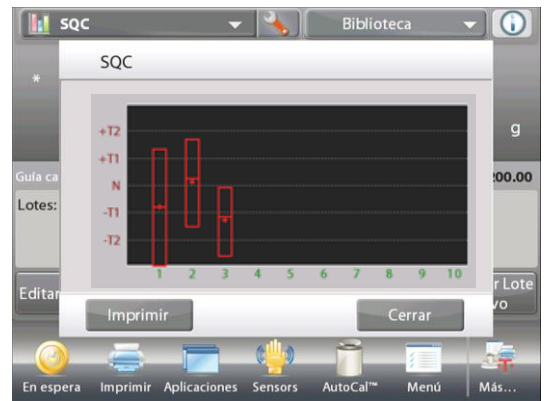 SQC
Biblioteca
SQC
*
g
+T2
+T1
N
-T1
-T2
1 2 3 4 5 6 7 8 9 10
Guía ca
200.00
Lotes:
Editar
r Lote
vo
Imprimir
Cerrar
En espera
Imprimir
Aplicaciones
Sensors
AutoCal™
Menú
Más...